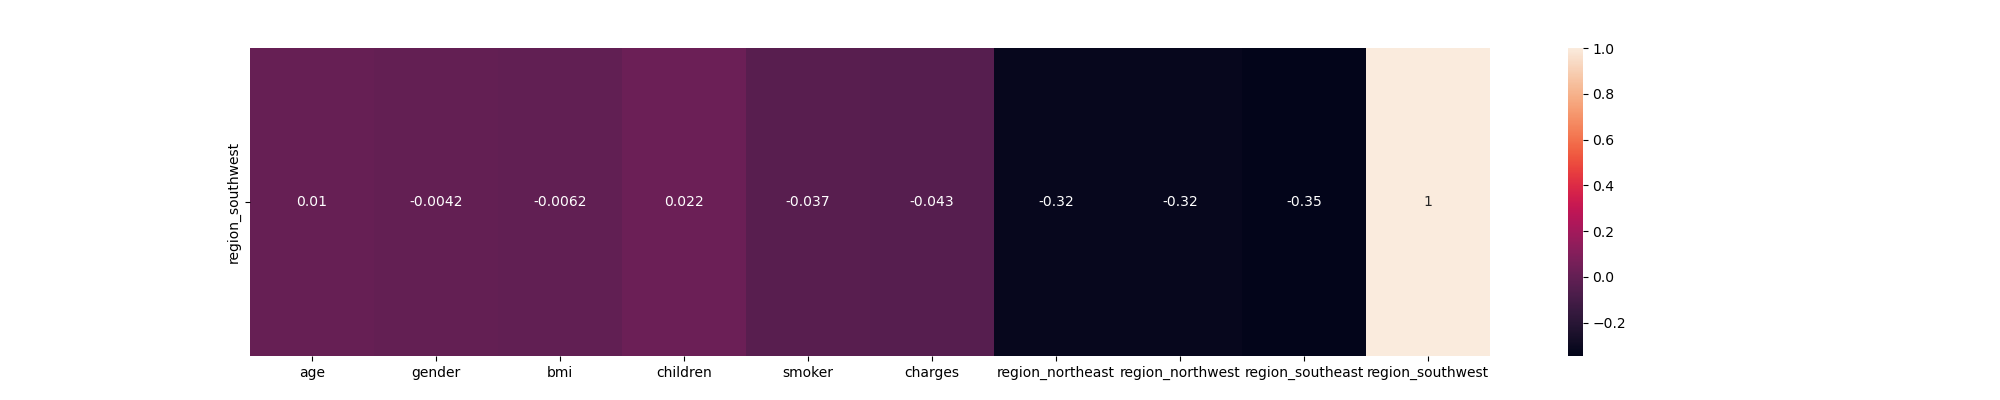 region_southwest
0.01 -0.0042 -0.0062 0.022 -0.037 -0.043 -0.32 -0.32 -0.35 1
age gender bmi children smoker charges region_northeast region_northwest region_southeast region_southwest
1.0
0.8
0.6
0.4
0.2
0.0
−0.2